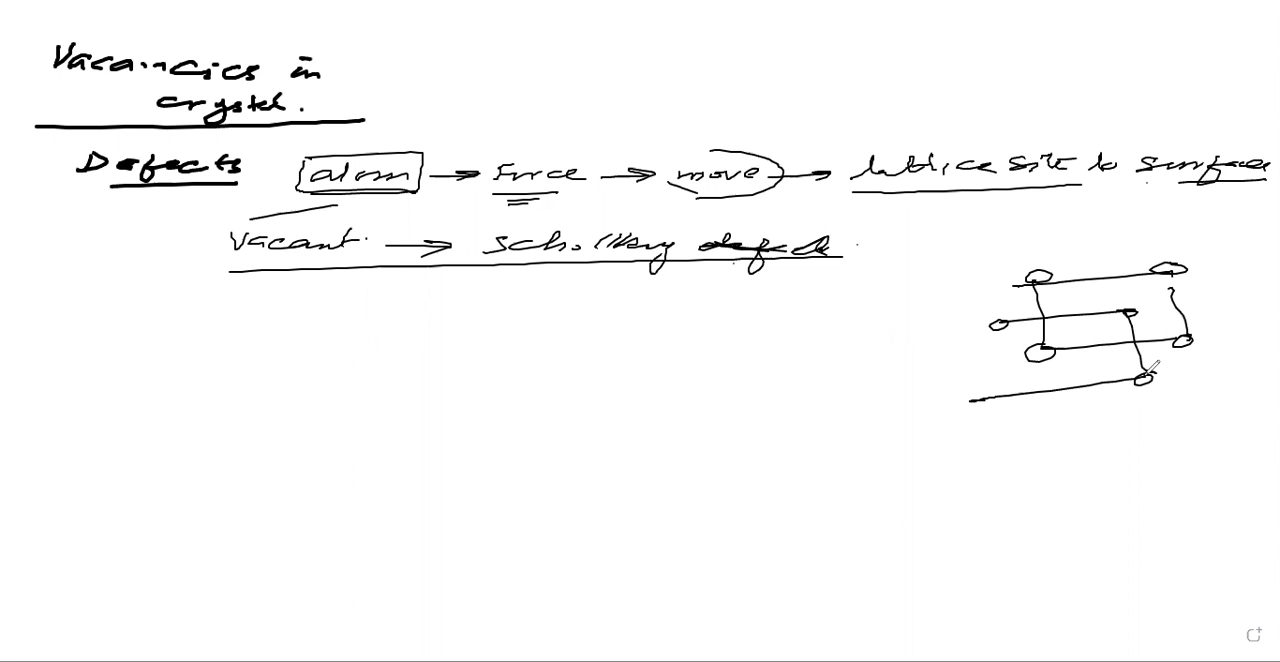 Vacancies in
crystal.
Defects atom → Force → move → lattice site to surface
Vacant. → Schottky defect